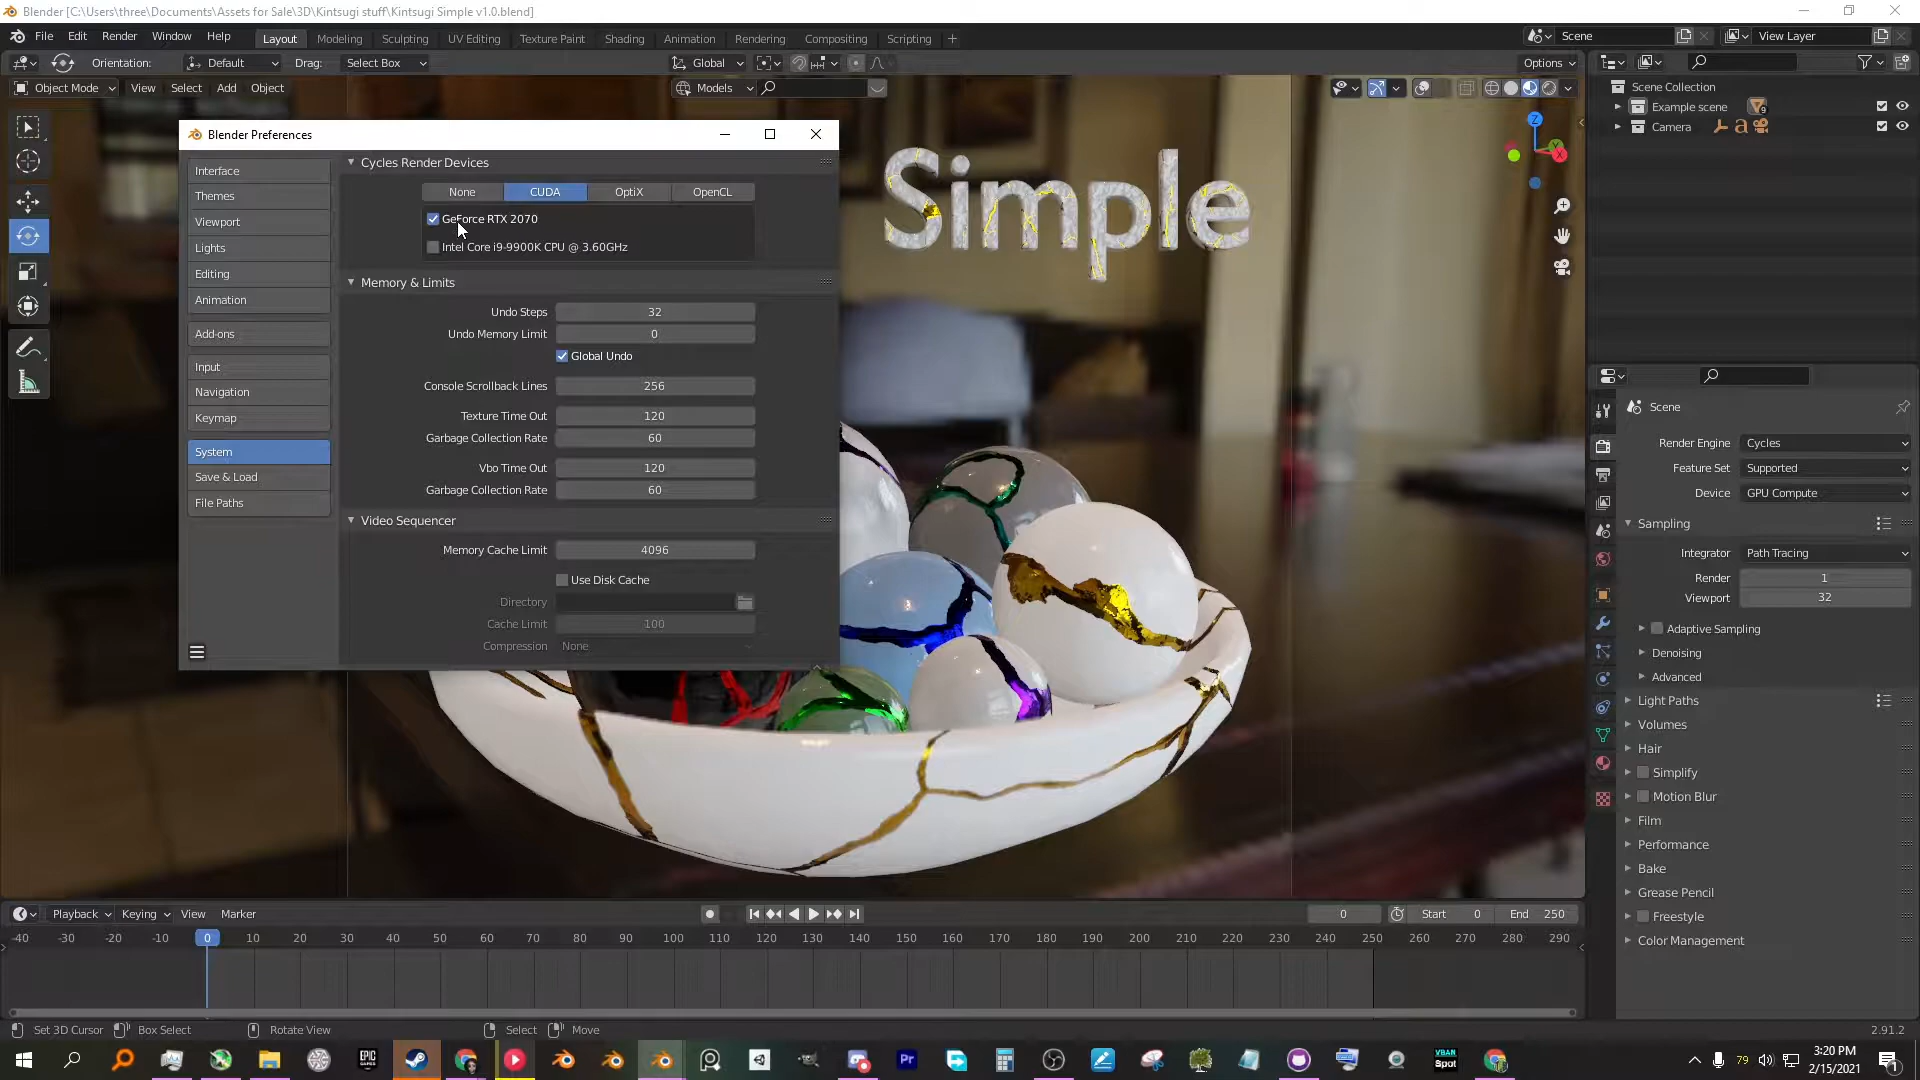 Blender [C:\Users\three\Documents\Assets for Sale\3D\Kintsugi stuff\Kintsugi Simple v1.0.blend]
File Edit Render Window Help Layout Modeling Sculpting UV Editing Texture Paint Shading Animation Rendering Compositing Scripting + Scene View Layer
Orientation: Default Drag: Select Box Global Options
Object Mode View Select Add Object Models
Scene Collection
Example scene
Camera
Z
Y
X
Simple
Blender Preferences
Interface
Themes
Viewport
Lights
Editing
Animation
Add-ons
Input
Navigation
Keymap
System
Save & Load
File Paths
Cycles Render Devices
None CUDA OptiX OpenCL
GeForce RTX 2070
Intel Core i9-9900K CPU @ 3.60GHz
Memory & Limits
Undo Steps 32
Undo Memory Limit 0
Global Undo
Console Scrollback Lines 256
Texture Time Out 120
Garbage Collection Rate 60
Vbo Time Out 120
Garbage Collection Rate 60
Video Sequencer
Memory Cache Limit 4096
Use Disk Cache
Directory
Cache Limit 100
Compression None
Scene
Render Engine Cycles
Feature Set Supported
Device GPU Compute
Sampling
Integrator Path Tracing
Render 1
Viewport 32
Adaptive Sampling
Denoising
Advanced
Light Paths
Volumes
Hair
Simplify
Motion Blur
Film
Performance
Bake
Grease Pencil
Freestyle
Color Management
Playback Keying View Marker 0 Start 0 End 250
-40 -30 -20 -10 0 10 20 30 40 50 60 70 80 90 100 110 120 130 140 150 160 170 180 190 200 210 220 230 240 250 260 270 280 290
Set 3D Cursor Box Select Rotate View Select Move 2.91.2
EPIC GAMES Pr VBAN Spot 79 3:20 PM
2/15/2021 1